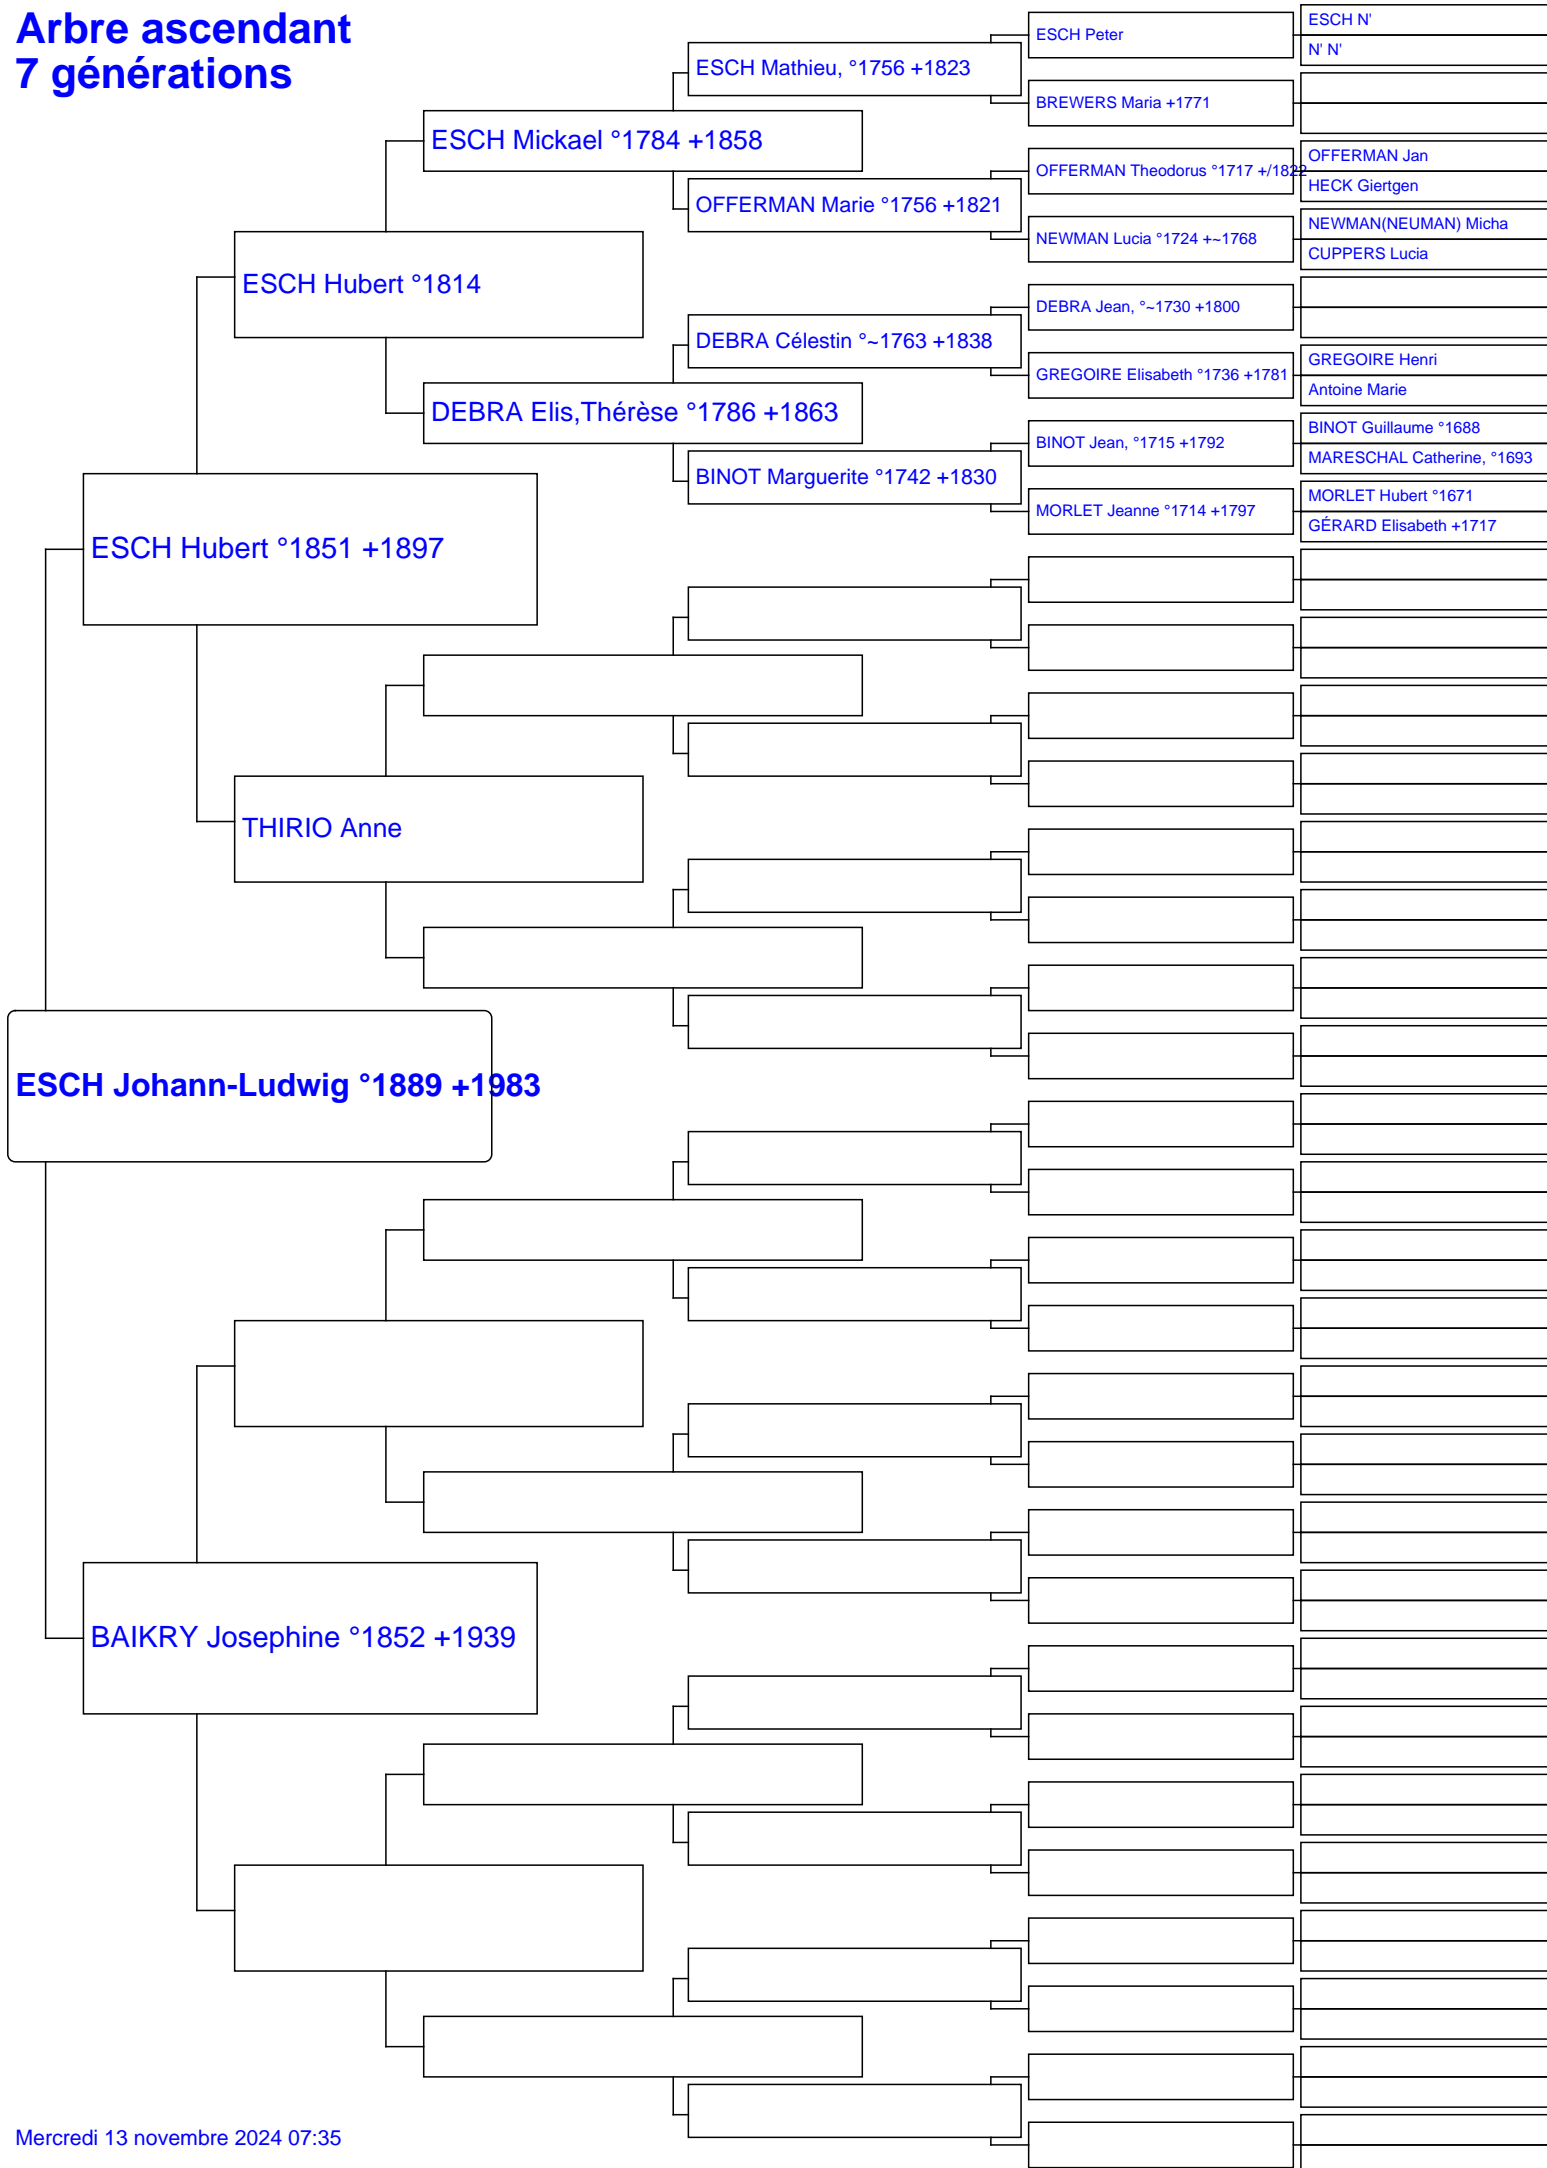 Arbre ascendant
7 générations
ESCH N'
ESCH Peter
N' N'
ESCH Mathieu, °1756 +1823
BREWERS Maria +1771
ESCH Mickael °1784 +1858
OFFERMAN Jan
OFFERMAN Theodorus °1717 +/1822
HECK Giertgen
OFFERMAN Marie °1756 +1821
NEWMAN(NEUMAN) Micha
NEWMAN Lucia °1724 +~1768
CUPPERS Lucia
ESCH Hubert °1814
DEBRA Jean, °~1730 +1800
DEBRA Célestin °~1763 +1838
GREGOIRE Henri
GREGOIRE Elisabeth °1736 +1781
Antoine Marie
DEBRA Elis,Thérèse °1786 +1863
BINOT Guillaume °1688
BINOT Jean, °1715 +1792
MARESCHAL Catherine, °1693
BINOT Marguerite °1742 +1830
MORLET Hubert °1671
MORLET Jeanne °1714 +1797
GÉRARD Elisabeth +1717
ESCH Hubert °1851 +1897
THIRIO Anne
ESCH Johann-Ludwig °1889 +1983
BAIKRY Josephine °1852 +1939
Mercredi 13 novembre 2024 07:35